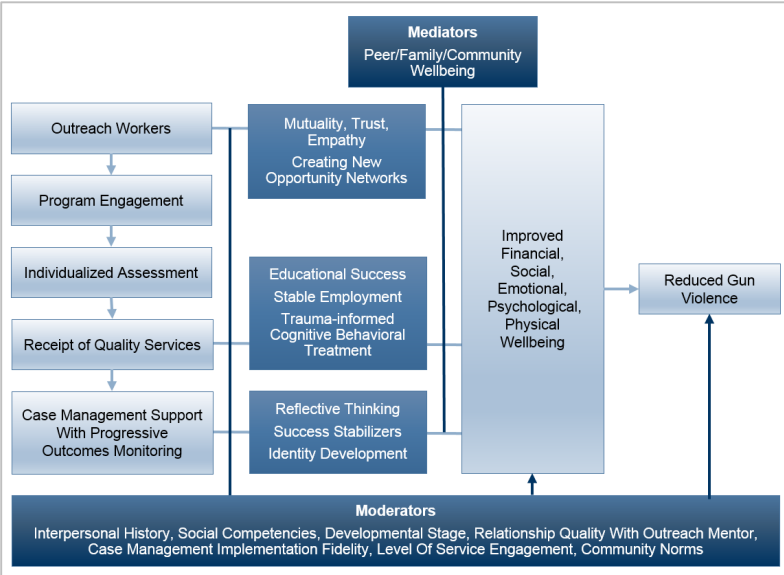 Mediators
Peer/Family/Community
Wellbeing
Outreach Workers
Program Engagement
Individualized Assessment
Receipt of Quality Services
Case Management Support
With Progressive
Outcomes Monitoring
Mutuality, Trust,
Empathy
Creating New
Opportunity Networks
Educational Success
Stable Employment
Trauma-informed
Cognitive Behavioral
Treatment
Reflective Thinking
Success Stabilizers
Identity Development
Improved
Financial,
Social,
Emotional,
Psychological,
Physical
Wellbeing
Reduced Gun
Violence
Moderators
Interpersonal History, Social Competencies, Developmental Stage, Relationship Quality With Outreach Mentor,
Case Management Implementation Fidelity, Level Of Service Engagement, Community Norms